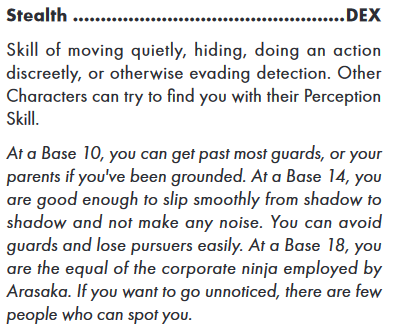 Stealth ..................................................DEX
Skill of moving quietly, hiding, doing an action
discreetly, or otherwise evading detection. Other
Characters can try to find you with their Perception
Skill.
At a Base 10, you can get past most guards, or your
parents if you've been grounded. At a Base 14, you
are good enough to slip smoothly from shadow to
shadow and not make any noise. You can avoid
guards and lose pursuers easily. At a Base 18, you
are the equal of the corporate ninja employed by
Arasaka. If you want to go unnoticed, there are few
people who can spot you.